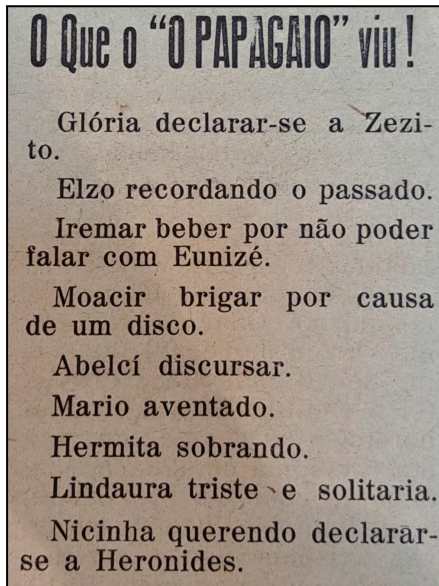 O Que o “O PAPAGAIO” viu!
Glória declarar-se a Zezi-
to.
Elzo recordando o passado.
Iremar beber por não poder
falar com Eunizé.
Moacir brigar por causa
de um disco.
Abelcí discursar.
Mario aventado.
Hermita sobrando.
Lindaura triste e solitaria.
Nicinha querendo declarar-
se a Heronides.